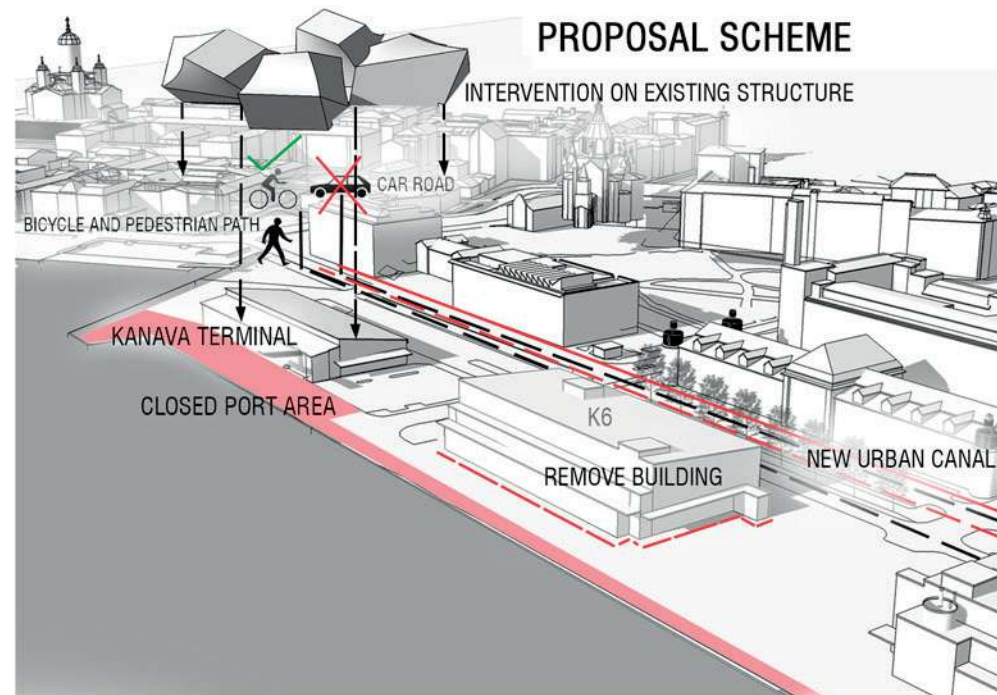 PROPOSAL SCHEME
INTERVENTION ON EXISTING STRUCTURE
CAR ROAD
BICYCLE AND PEDESTRIAN PATH
KANAVA TERMINAL
CLOSED PORT AREA
K6
REMOVE BUILDING
NEW URBAN CANAL